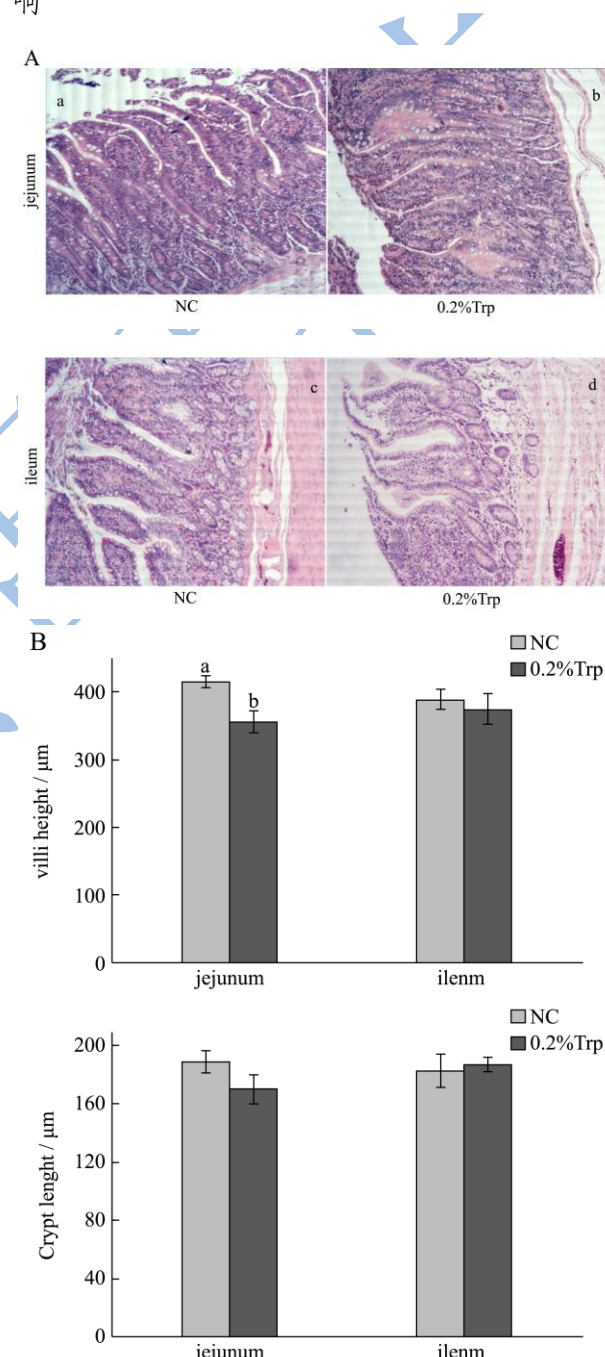 啊
A
a
b
jejunum
NC
0.2%Trp
c
d
ileum
NC
0.2%Trp
B
NC
0.2%Trp
a
b
400
300
200
100
0
villi height / μm
jejunum
ilenm
NC
0.2%Trp
200
160
120
80
40
0
Crypt lenght / μm
jejunum
ilenm